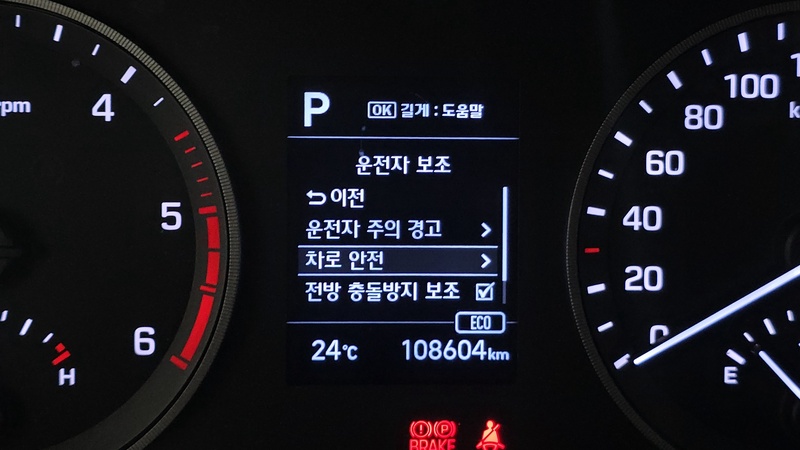 rpm
4
5
6
H
P
OK 길게 : 도움말
운전자 보조
이전
운전자 주의 경고
차로 안전
전방 충돌방지 보조
ECO
24℃
108604km
BRAKE
100
80
60
40
20
0
E